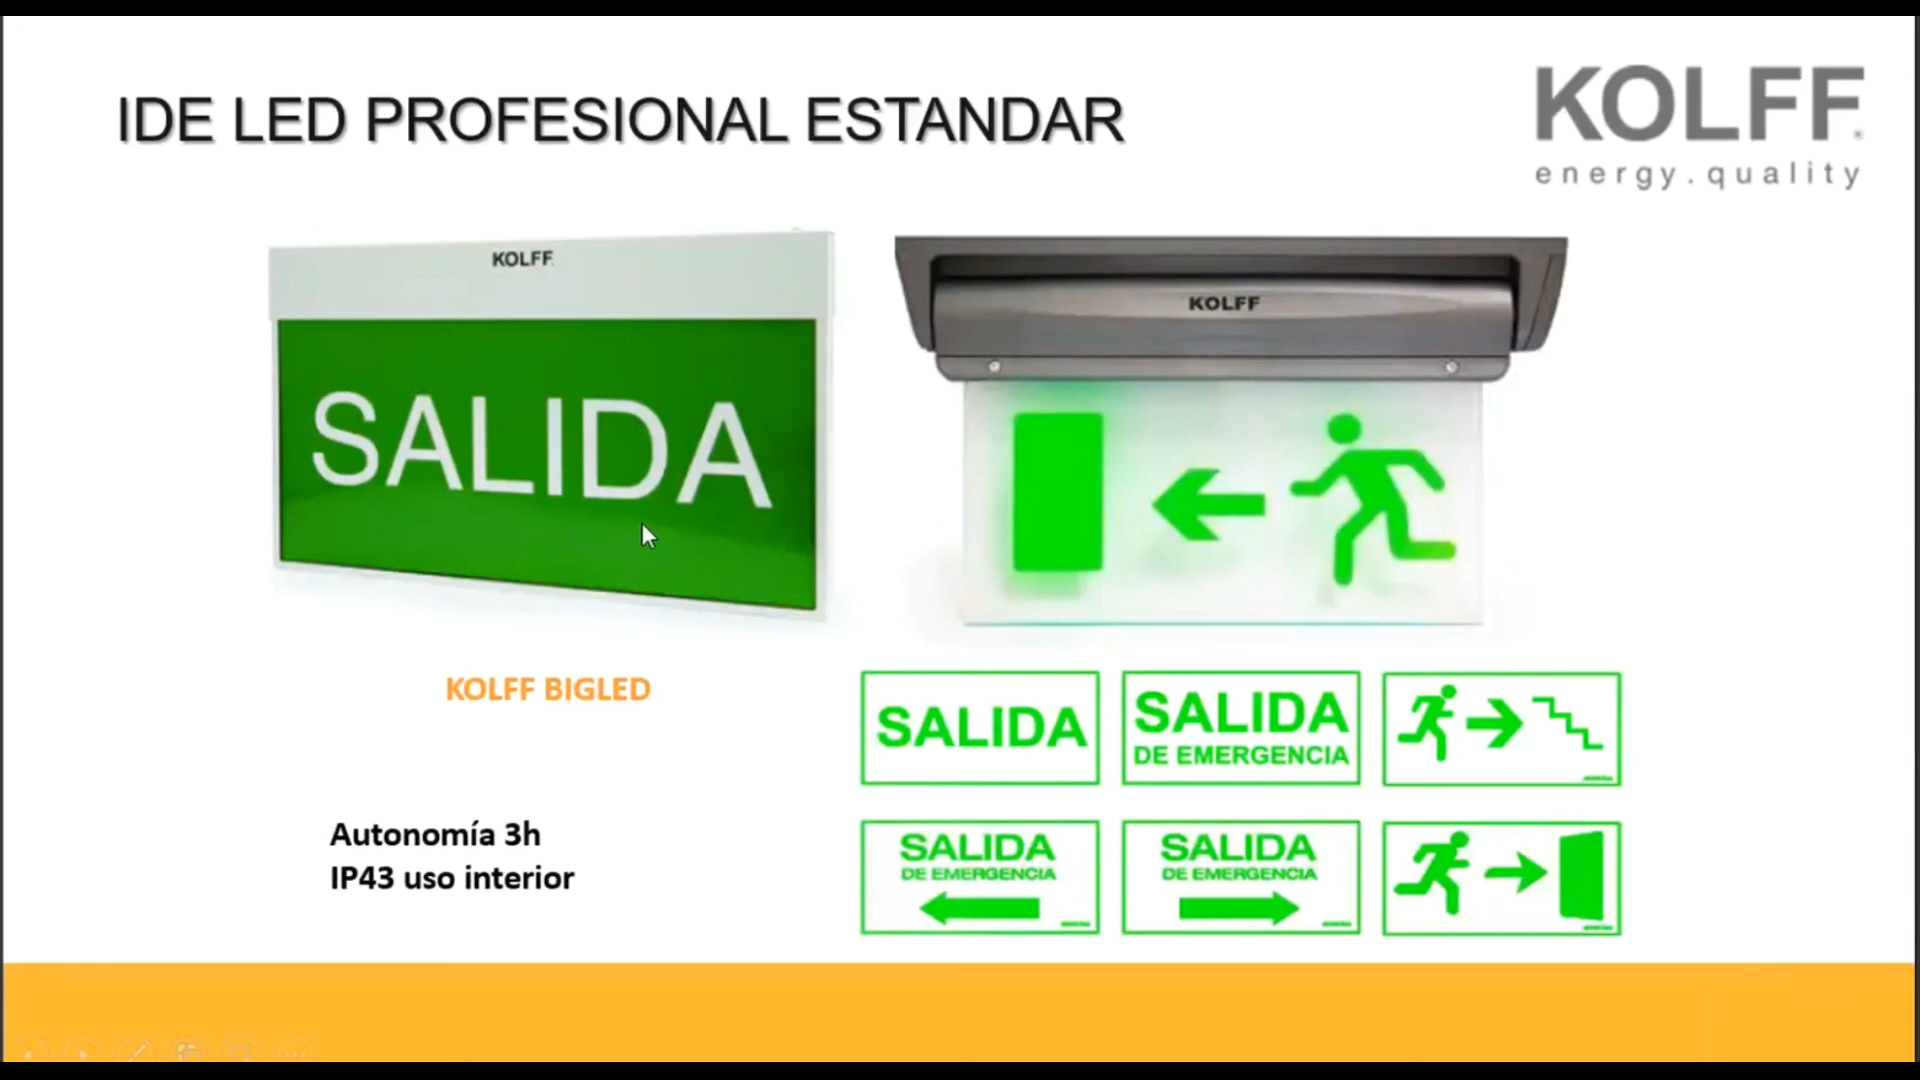 IDE LED PROFESIONAL ESTANDAR
KOLFF
energy.quality
KOLFF
SALIDA
KOLFF
KOLFF BIGLED
Autonomía 3h
IP43 uso interior
SALIDA
SALIDA
DE EMERGENCIA
SALIDA
DE EMERGENCIA
SALIDA
DE EMERGENCIA